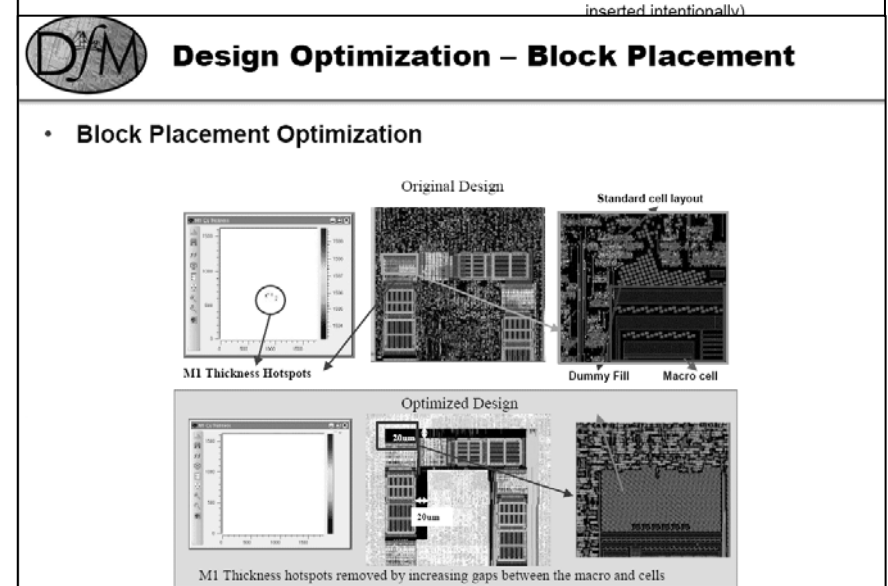 inserted intentionally)
DfM
Design Optimization – Block Placement
• Block Placement Optimization
Original Design
Standard cell layout
M1 Thickness Hotspots
Dummy Fill
Macro cell
Optimized Design
20um
20um
M1 Thickness hotspots removed by increasing gaps between the macro and cells